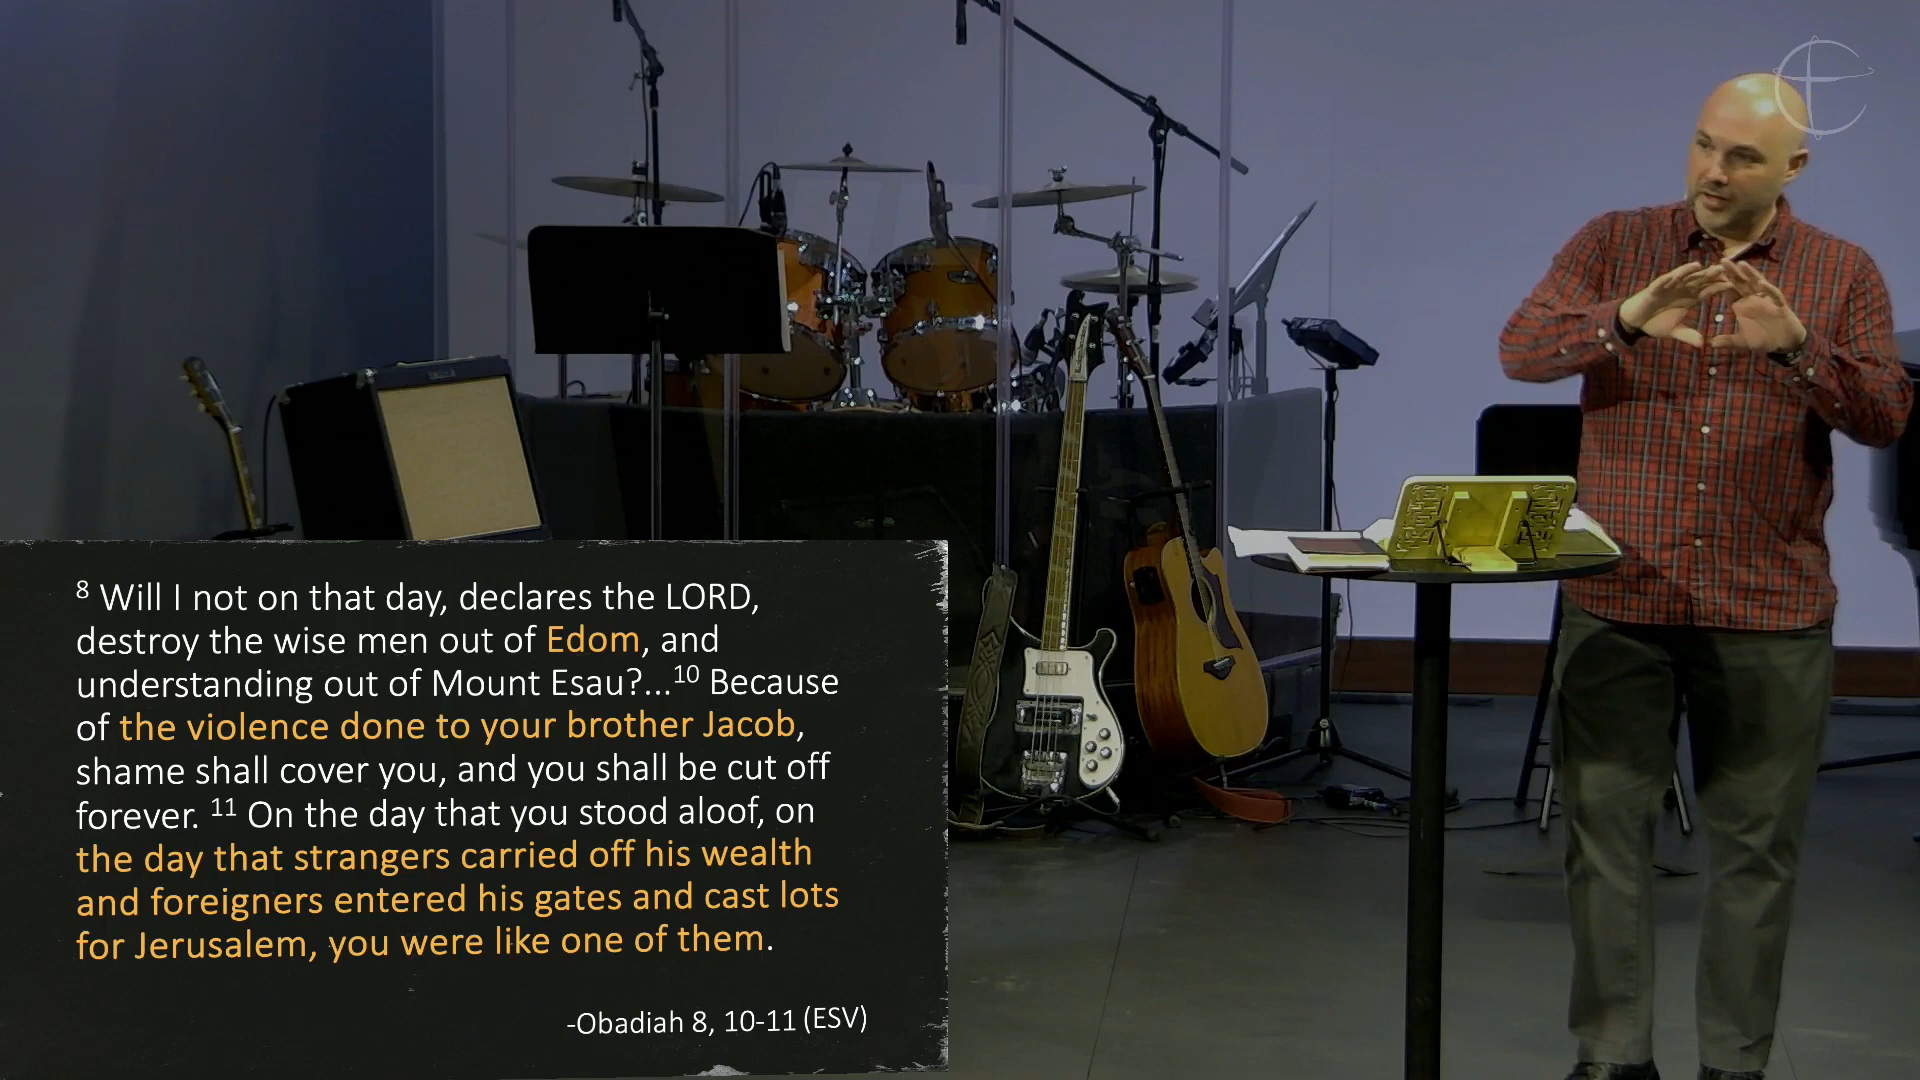 8 Will I not on that day, declares the LORD,
destroy the wise men out of Edom, and
understanding out of Mount Esau?...10 Because
of the violence done to your brother Jacob,
shame shall cover you, and you shall be cut off
forever. 11 On the day that you stood aloof, on
the day that strangers carried off his wealth
and foreigners entered his gates and cast lots
for Jerusalem, you were like one of them.
-Obadiah 8, 10-11 (ESV)